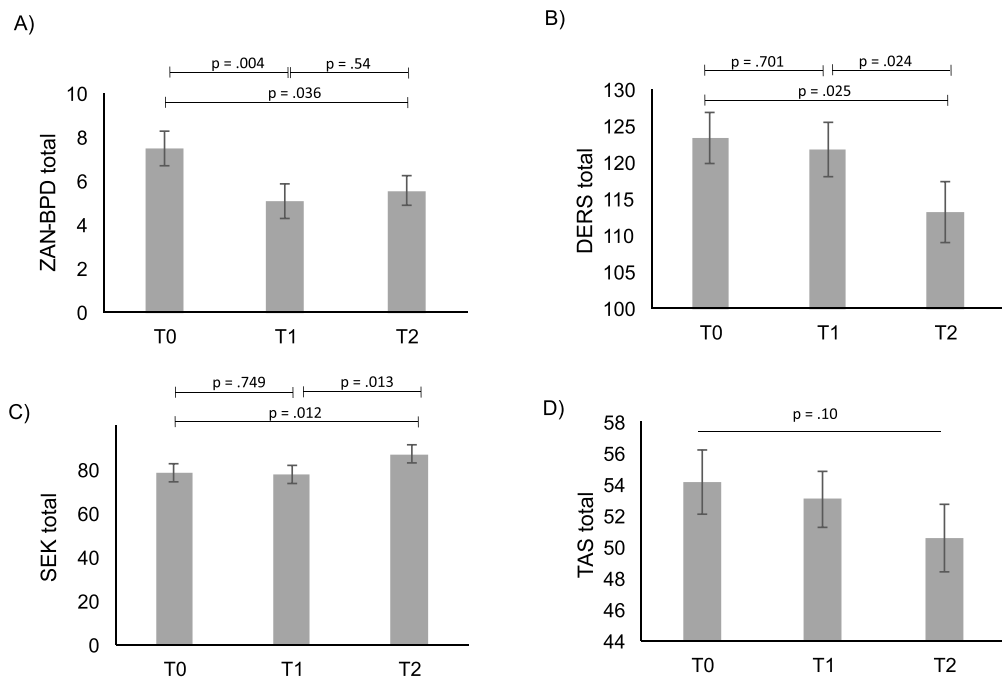 A)
p = .004
p = .54
p = .036
10
8
6
4
2
0
ZAN-BPD total
T0 T1 T2
B)
p = .701
p = .024
p = .025
130
125
120
115
110
105
100
DERS total
T0 T1 T2
C)
p = .749
p = .013
p = .012
80
60
40
20
0
SEK total
T0 T1 T2
D)
p = .10
58
56
54
52
50
48
46
44
TAS total
T0 T1 T2